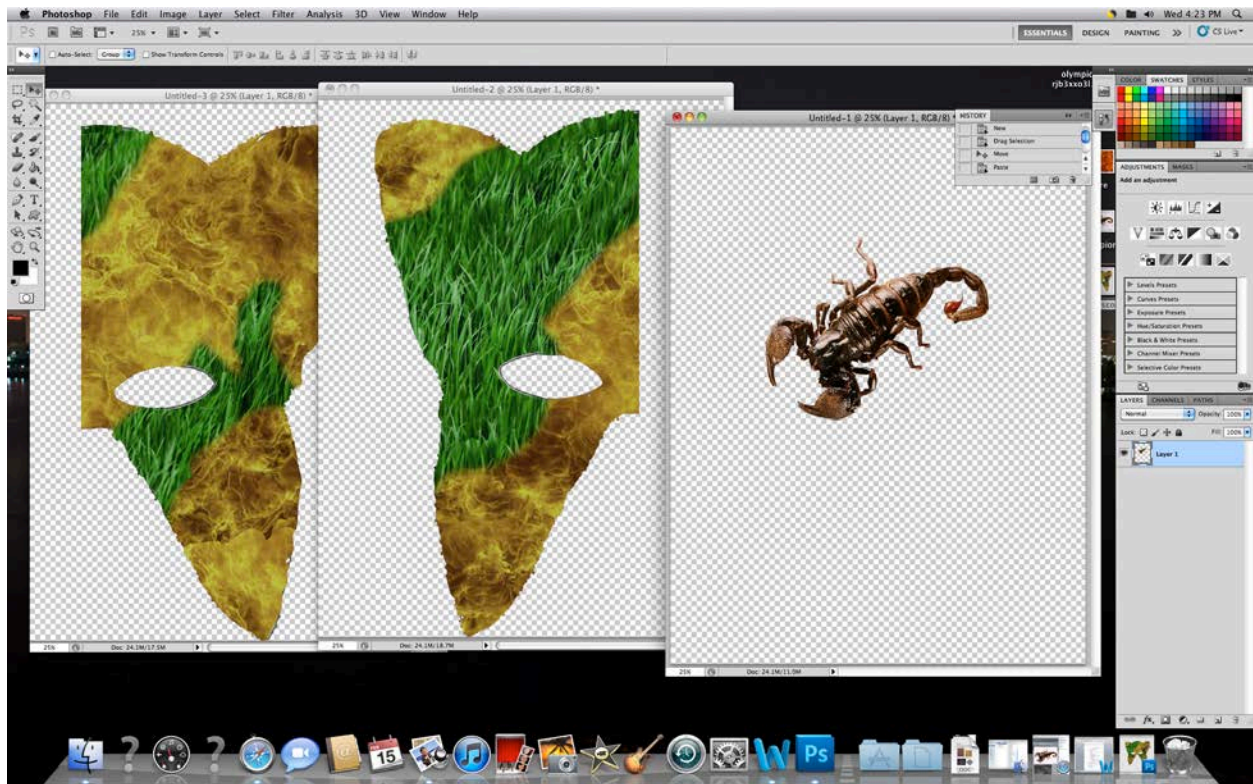 Photoshop File Edit Image Layer Select Filter Analysis 3D View Window Help
Wed 4:23 PM
Ps
25%
ESSENTIALS DESIGN PAINTING CS Live
Auto-Select: Group Show Transform Controls
olympic
rjb3xxo3l
Untitled-3 @ 25% (Layer 1, RGB/8) *
Untitled-2 @ 25% (Layer 1, RGB/8) *
Untitled-1 @ 25% (Layer 1, RGB/8) *
HISTORY
New
Drag Selection
Move
Paste
COLOR SWATCHES STYLES
ADJUSTMENTS MASKS
Add an adjustment
Levels Presets
Curves Presets
Exposure Presets
Hue/Saturation Presets
Black & White Presets
Channel Mixer Presets
Selective Color Presets
LAYERS CHANNELS PATHS
Normal Opacity: 100%
Lock: Fill: 100%
Layer 1
25% Doc: 24.1M/17.5M
25% Doc: 24.1M/18.7M
25% Doc: 24.1M/11.9M
15
Ps